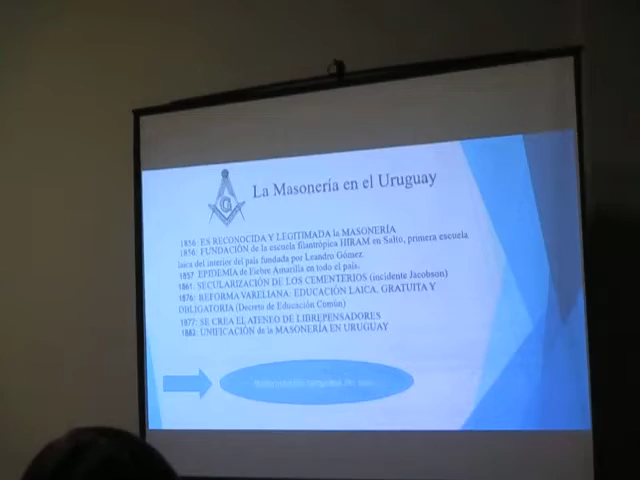 La Masonería en el Uruguay
G
1856: ES RECONOCIDA Y LEGITIMADA la MASONERÍA
1856: FUNDACIÓN de la escuela filantrópica HIRAM en Salto, primera escuela
laica del interior del país fundada por Leandro Gómez.
1857 EPIDEMIA de Fiebre Amarilla en todo el país.
1861: SECULARIZACIÓN DE LOS CEMENTERIOS (incidente Jacobson)
1876: REFORMA VARELIANA: EDUCACIÓN LAICA, GRATUITA Y
OBLIGATORIA (Decreto de Educación Común)
1877: SE CREA EL ATENEO DE LIBREPENSADORES
1882: UNIFICACIÓN de la MASONERÍA EN URUGUAY